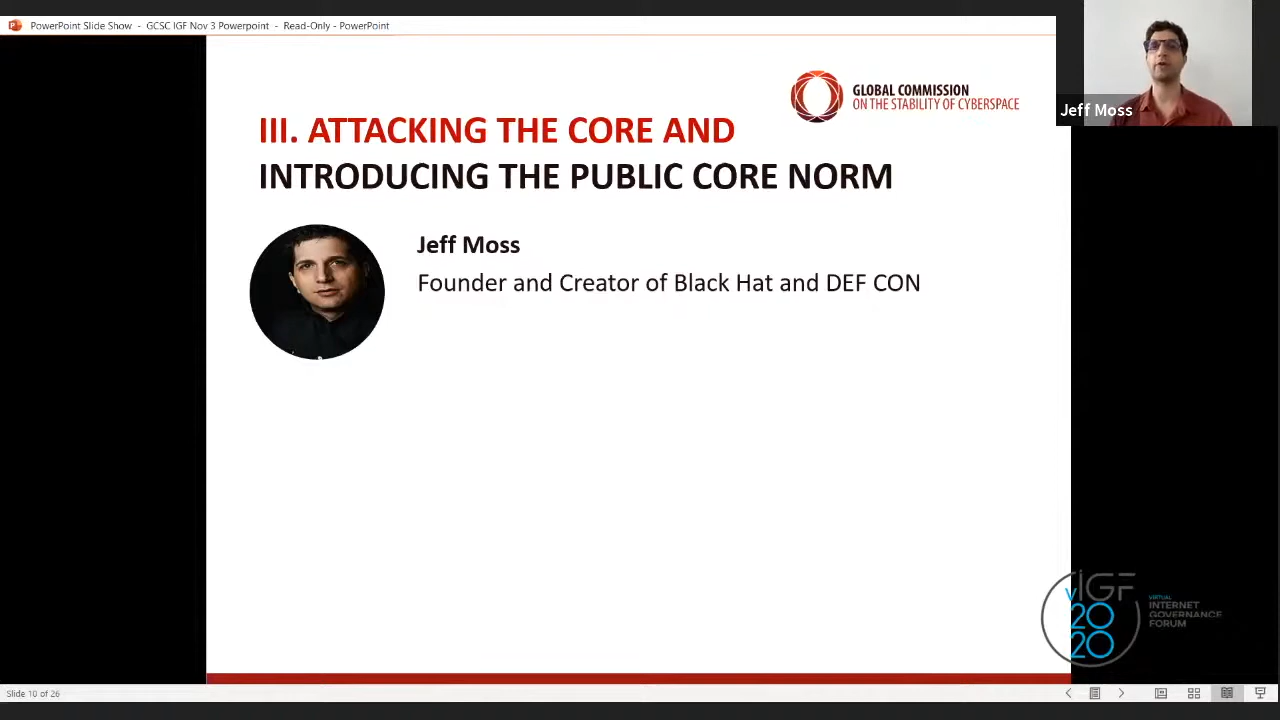 PowerPoint Slide Show - GCSC IGF Nov 3 Powerpoint - Read-Only - PowerPoint
GLOBAL COMMISSION
ON THE STABILITY OF CYBERSPACE
Jeff Moss
III. ATTACKING THE CORE AND
INTRODUCING THE PUBLIC CORE NORM
Jeff Moss
Founder and Creator of Black Hat and DEF CON
vIGF
2020
VIRTUAL
INTERNET
GOVERNANCE
FORUM
Slide 10 of 26